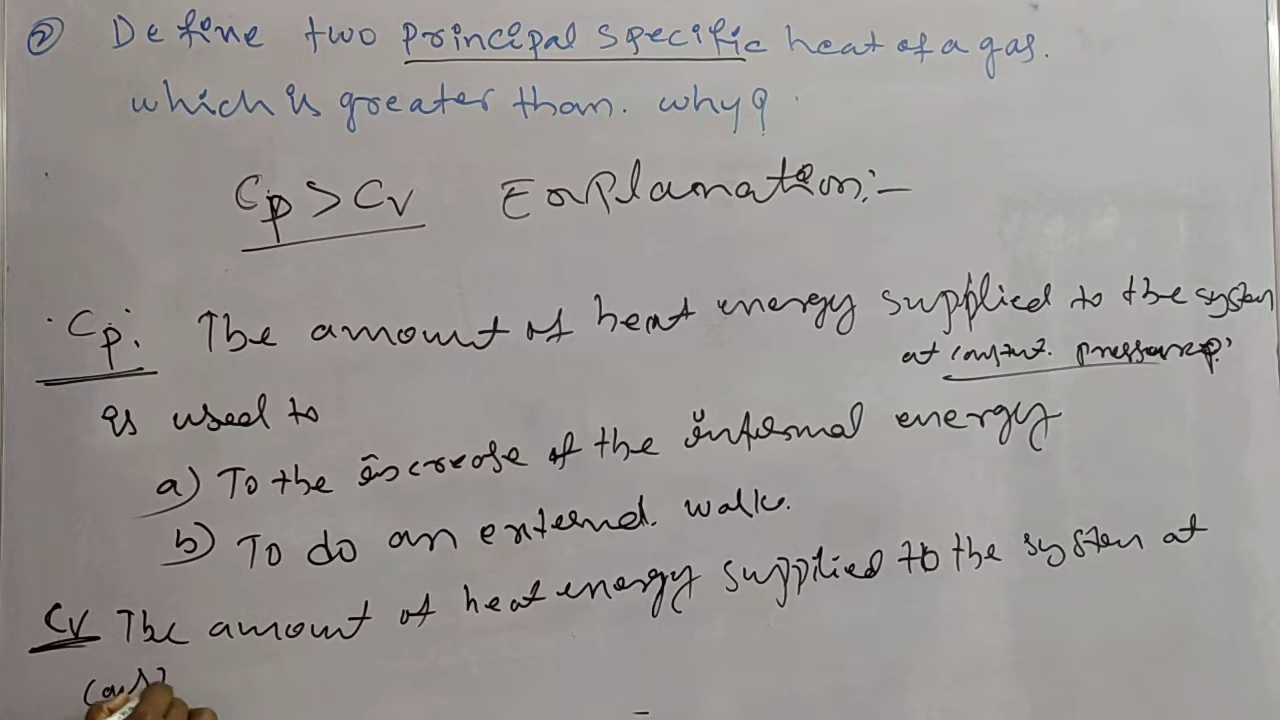 ② Define two principal specific heat of a gas.
which is greater than. why?
Cp > Cv Explanation:-
Cp: The amount of heat energy supplied to the system
at const. pressure p.
is used to
a) To the increase of the internal energy
b) To do an external. walk.
Cv The amount of heat energy supplied to the system at